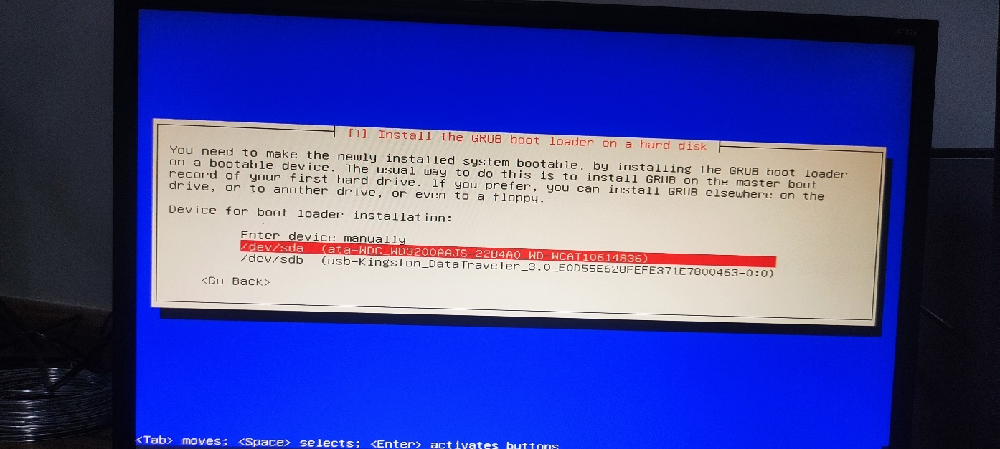 [!] Install the GRUB boot loader on a hard disk
You need to make the newly installed system bootable, by installing the GRUB boot loader
on a bootable device. The usual way to do this is to install GRUB on the master boot
record of your first hard drive. If you prefer, you can install GRUB elsewhere on the
drive, or to another drive, or even to a floppy.
Device for boot loader installation:
Enter device manually
/dev/sda (ata-WDC_WD3200AAJS-22B4A0_WD-WCAT10614836)
/dev/sdb (usb-Kingston_DataTraveler_3.0_E0D55E628FEFE371E7800463-0:0)
<Go Back>
<Tab> moves; <Space> selects; <Enter> activates buttons